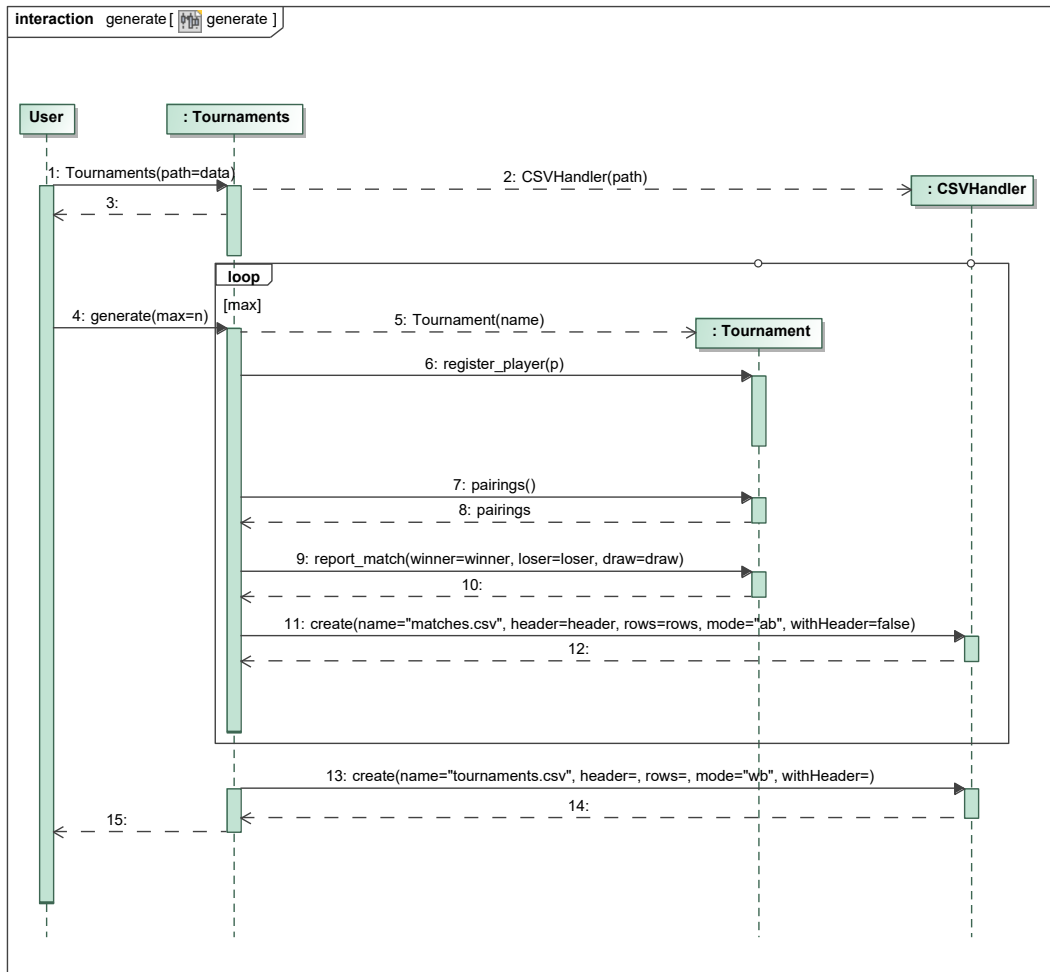 interaction generate [ generate ]
User
: Tournaments
1: Tournaments(path=data)
2: CSVHandler(path)
: CSVHandler
3:
loop
[max]
4: generate(max=n)
5: Tournament(name)
: Tournament
6: register_player(p)
7: pairings()
8: pairings
9: report_match(winner=winner, loser=loser, draw=draw)
10:
11: create(name="matches.csv", header=header, rows=rows, mode="ab", withHeader=false)
12:
13: create(name="tournaments.csv", header=, rows=, mode="wb", withHeader=)
14:
15: